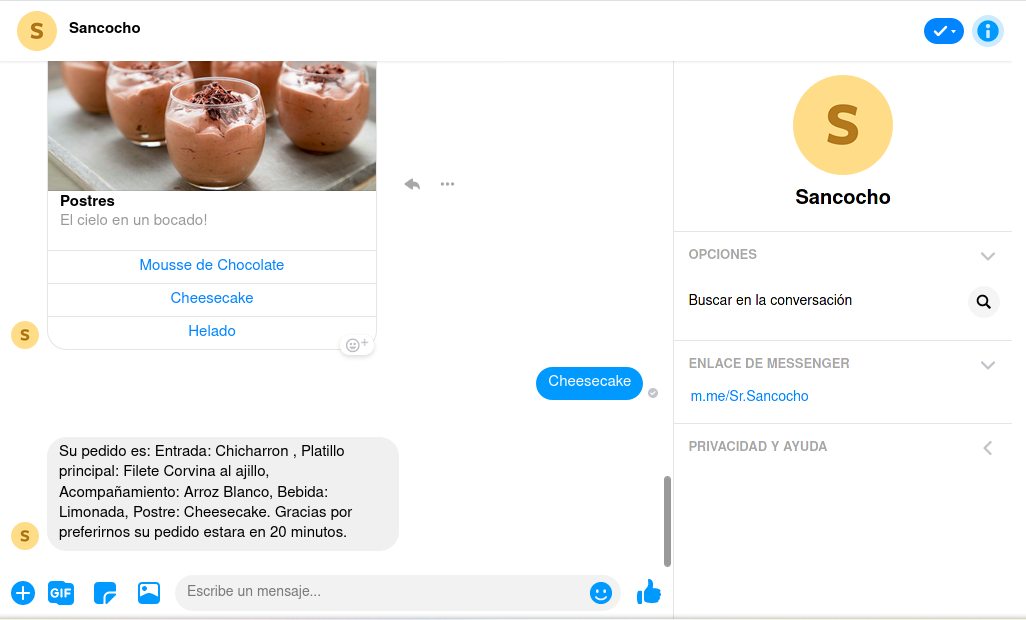 S
Sancocho
Postres
El cielo en un bocado!
Mousse de Chocolate
Cheesecake
Helado
S
Cheesecake
Su pedido es: Entrada: Chicharron , Platillo
principal: Filete Corvina al ajillo,
Acompañamiento: Arroz Blanco, Bebida:
Limonada, Postre: Cheesecake. Gracias por
preferirnos su pedido estara en 20 minutos.
S
GIF
Escribe un mensaje...
S
Sancocho
OPCIONES
Buscar en la conversación
ENLACE DE MESSENGER
m.me/Sr.Sancocho
PRIVACIDAD Y AYUDA